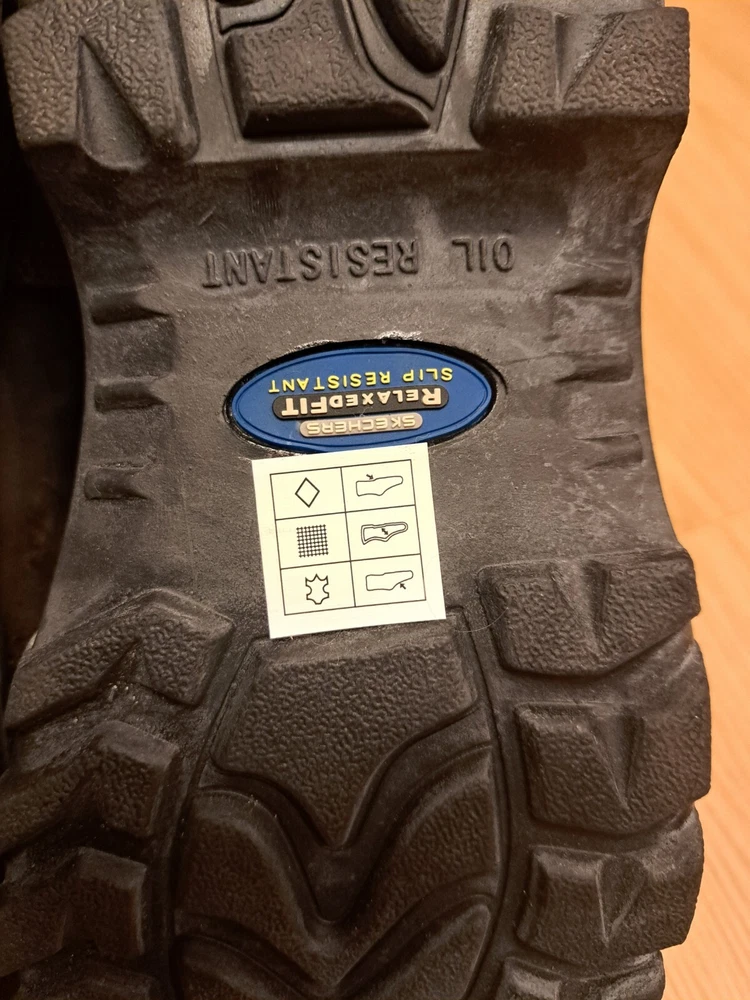 OIL RESISTANT
SKECHERS
RELAXED FIT
SLIP RESISTANT